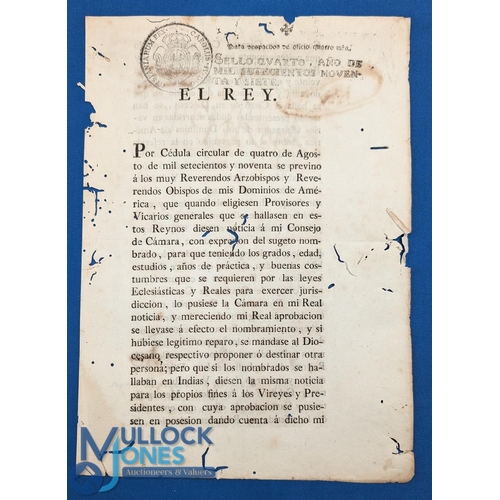 Para despachos de oficio quatro mrs.
SELLO QVARTO, AÑO DE
MIL SETECIENTOS NOVEN-
TA Y SIETE.
EL REY.
Por Cédula circular de quatro de Agos-
to de mil setecientos y noventa se previno
á los muy Reverendos Arzobispos y Reve-
rendos Obispos de mis Dominios de Amé-
rica, que quando eligiesen Provisores y
Vicarios generales que se hallasen en es-
tos Reynos diesen noticia á mi Consejo
de Cámara, con expresion del sugeto nom-
brado, para que teniendo los grados, edad,
estudios, años de práctica, y buenas cos-
tumbres que se requieren por las leyes
Eclesiásticas y Reales para exercer juris-
diccion, lo pusiese la Cámara en mi Real
noticia, y mereciendo mi Real aprobacion
se llevase á efecto el nombramiento, y si
hubiese legítimo reparo, se mandase al Dio-
cesano respectivo proponer ó destinar otra
persona; pero que si los nombrados se ha-
llaban en Indias, diesen la misma noticia
para los propios fines á los Vireyes y Pre-
sidentes, con cuya aprobacion se pusie-
sen en posesion dando cuenta á dicho mi
MULLOCK
JONES
Auctioneers & Valuers